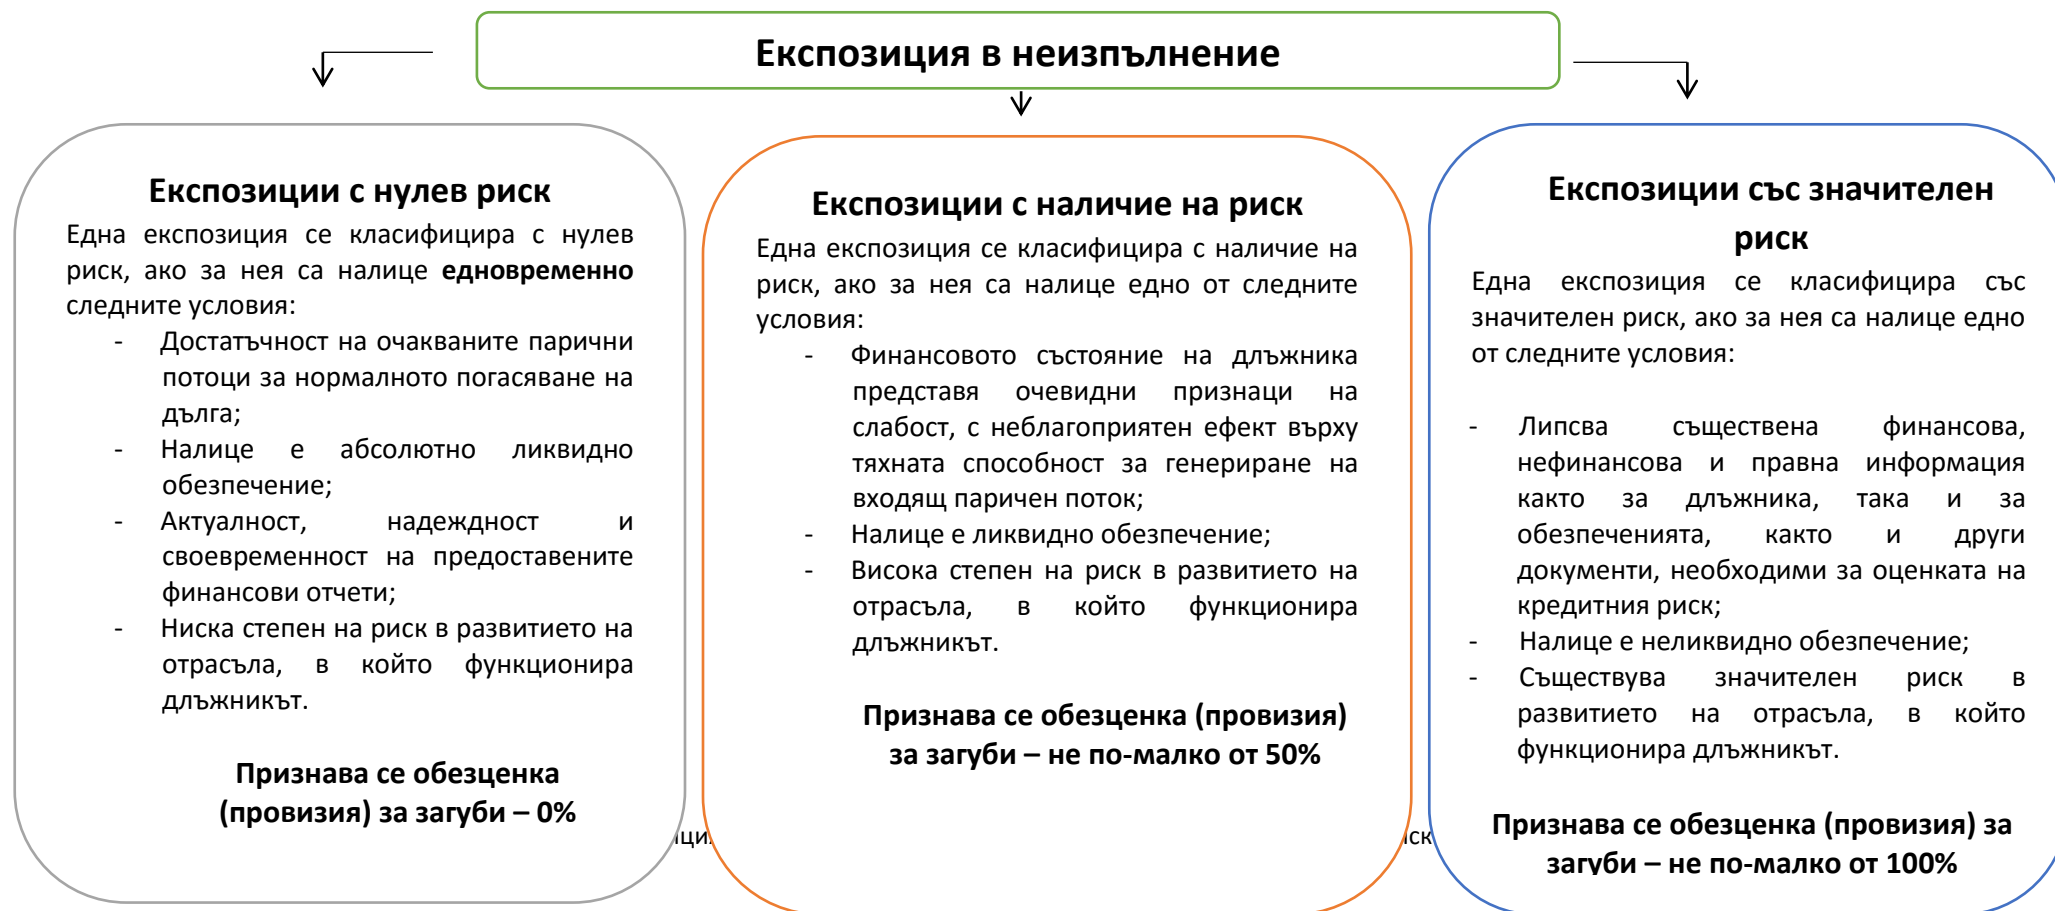 Експозиция в неизпълнение
Експозиции с нулев риск
Една експозиция се класифицира с нулев
риск, ако за нея са налице едновременно
следните условия:
- Достатъчност на очакваните парични
потоци за нормалното погасяване на
дълга;
- Налице е абсолютно ликвидно
обезпечение;
- Актуалност, надеждност и
своевременност на предоставените
финансови отчети;
- Ниска степен на риск в развитието на
отрасъла, в който функционира
длъжникът.
Признава се обезценка
(провизия) за загуби – 0%
Експозиции с наличие на риск
Една експозиция се класифицира с наличие на
риск, ако за нея са налице едно от следните
условия:
- Финансовото състояние на длъжника
представя очевидни признаци на
слабост, с неблагоприятен ефект върху
тяхната способност за генериране на
входящ паричен поток;
- Налице е ликвидно обезпечение;
- Висока степен на риск в развитието на
отрасъла, в който функционира
длъжникът.
Признава се обезценка (провизия)
за загуби – не по-малко от 50%
Експозиции със значителен
риск
Една експозиция се класифицира със
значителен риск, ако за нея са налице едно
от следните условия:
- Липсва съществена финансова,
нефинансова и правна информация
както за длъжника, така и за
обезпеченията, както и други
документи, необходими за оценката на
кредитния риск;
- Налице е неликвидно обезпечение;
- Съществува значителен риск в
развитието на отрасъла, в който
функционира длъжникът.
Признава се обезценка (провизия) за
загуби – не по-малко от 100%